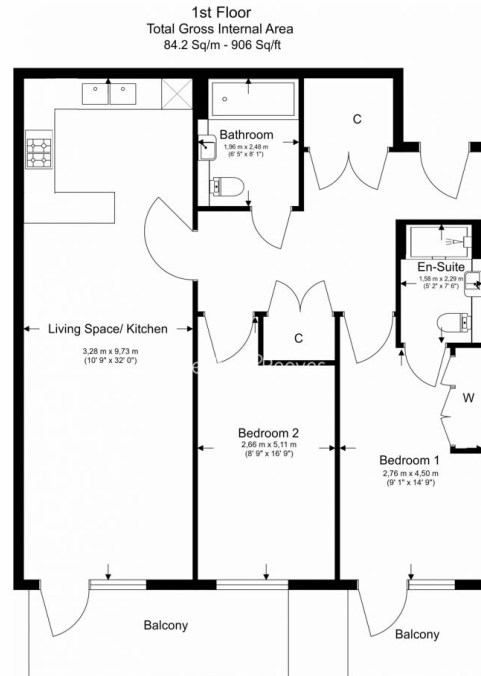 1st Floor
Total Gross Internal Area
84.2 Sq/m - 906 Sq/ft
C
Bathroom
1,96 m x 2,48 m
(6' 5" x 8' 1")
En-Suite
1,58 m x 2,29 m
(5' 2" x 7' 6")
Living Space/ Kitchen
3,28 m x 9,73 m
(10' 9" x 32' 0")
C
W
Bedroom 2
2,66 m x 5,11 m
(8' 9" x 16' 9")
Bedroom 1
2,76 m x 4,50 m
(9' 1" x 14' 9")
Balcony
Balcony